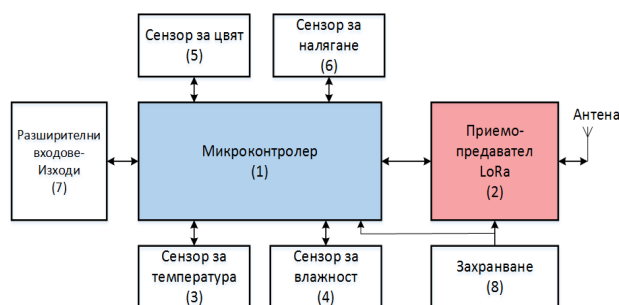 Сензор за цвят
(5)
Сензор за
налягане
(6)
Разширителни
входове-
Изходи
(7)
Микроконтролер
(1)
Приемо-
предавател
LoRa
(2)
Антена
Сензор за
температура
(3)
Сензор за
влажност
(4)
Захранване
(8)